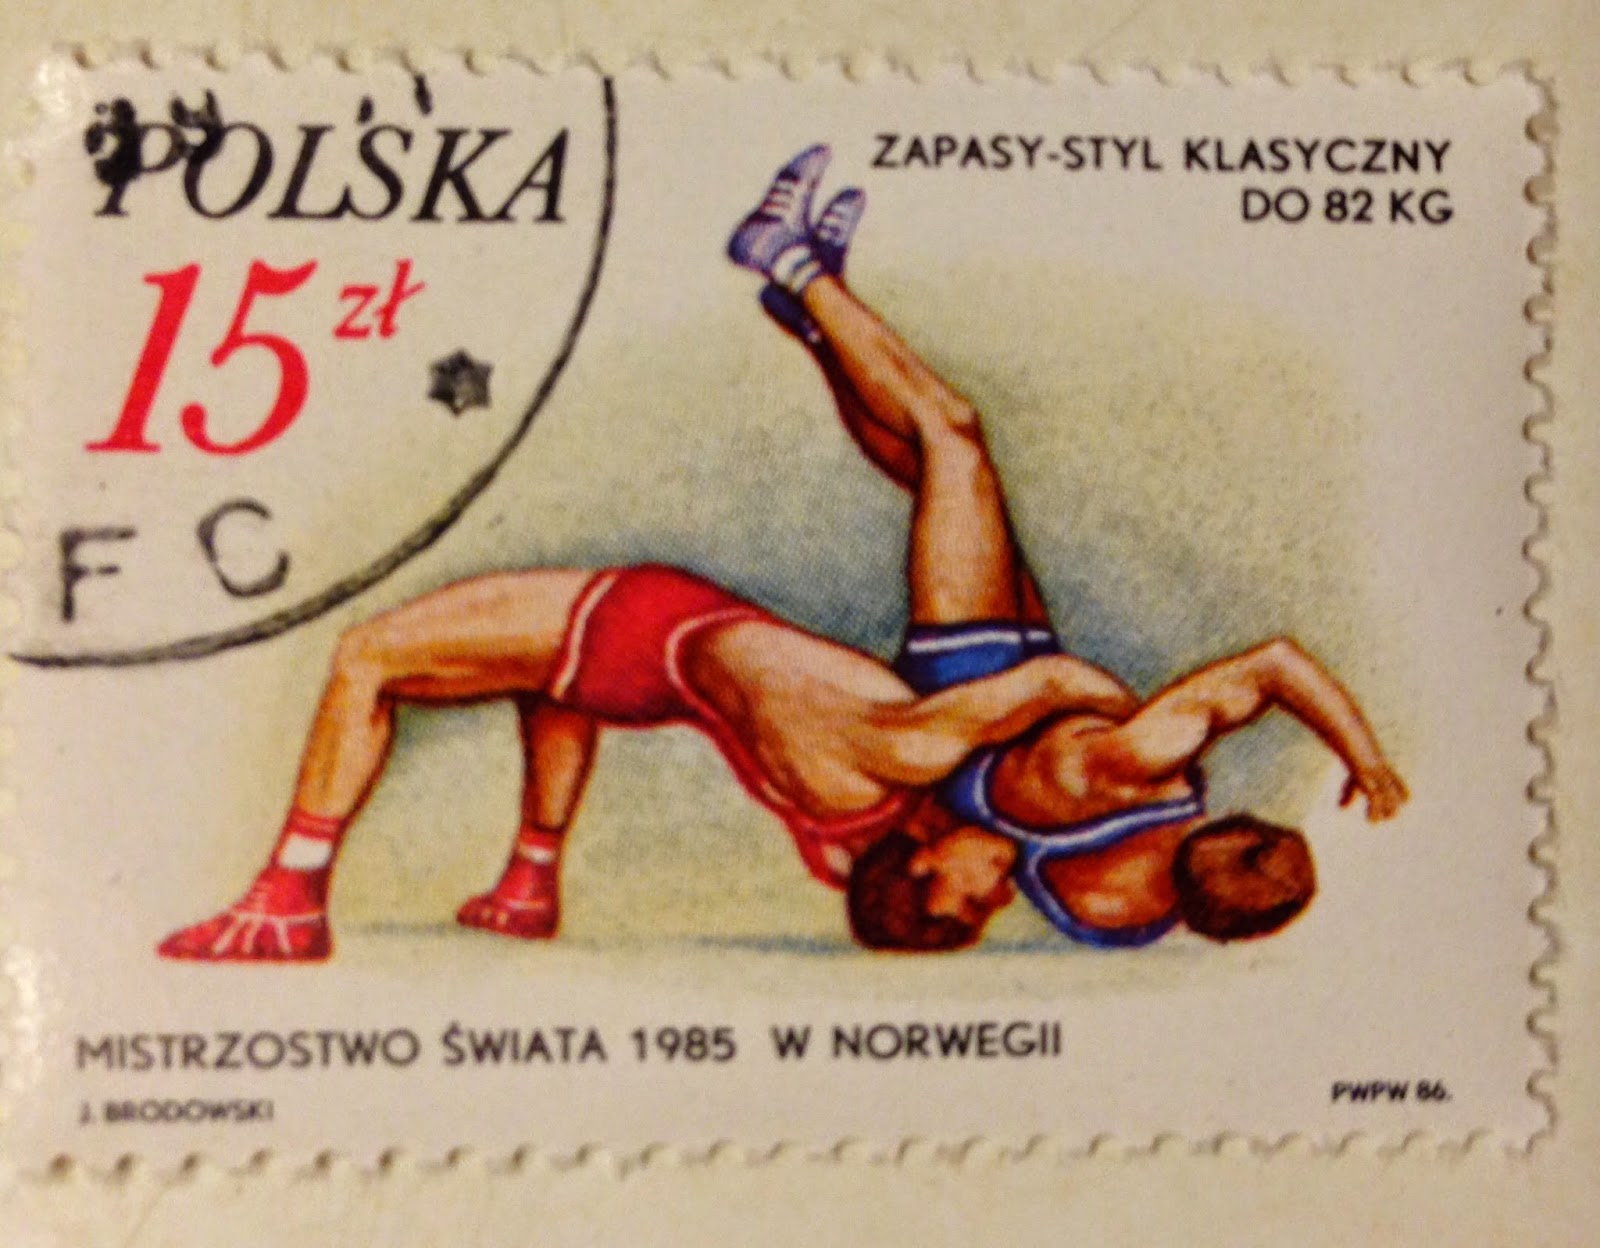 POLSKA
15 zł
ZAPASY-STYL KLASYCZNY
DO 82 KG
F C
MISTRZOSTWO ŚWIATA 1985 W NORWEGII
J. BRODOWSKI
PWPW 86.